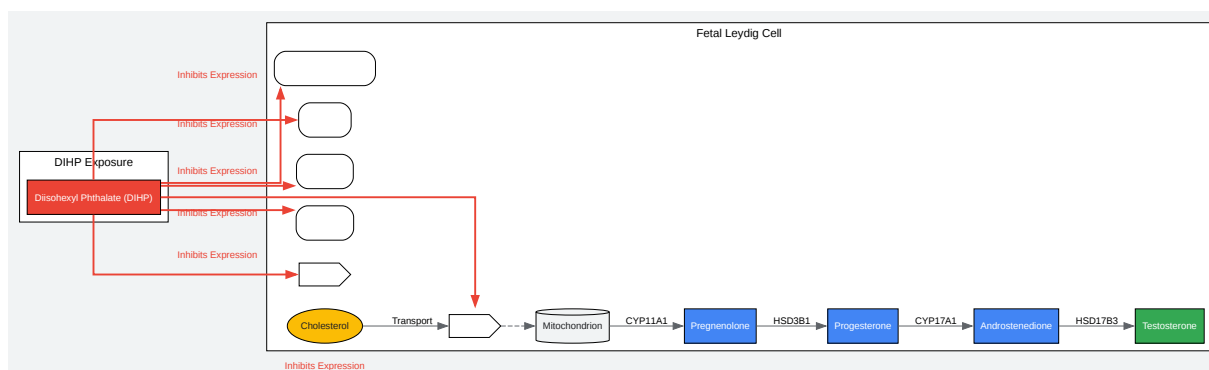 Fetal Leydig Cell
Inhibits Expression
Inhibits Expression
DIHP Exposure
Inhibits Expression
Diisohexyl Phthalate (DIHP)
Inhibits Expression
Inhibits Expression
Cholesterol
Transport
Mitochondrion
CYP11A1
Pregnenolone
HSD3B1
Progesterone
CYP17A1
Androstenedione
HSD17B3
Testosterone
Inhibits Expression